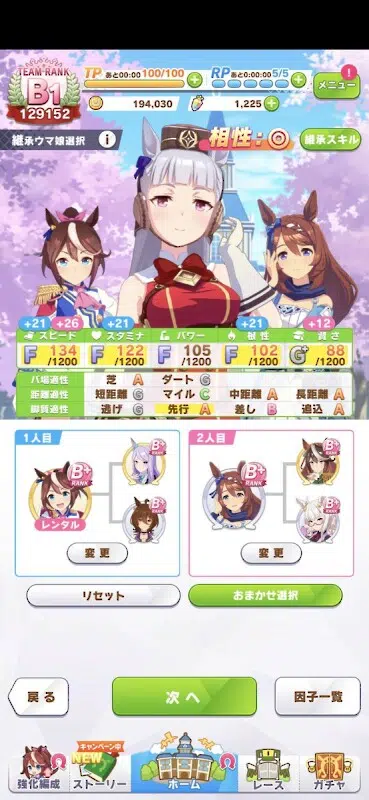 TEAM RANK
B1
129152
TP あと00:00 100/100
RP あと0:00:00 5/5
メニュー
194,030
1,225
継承ウマ娘選択 i
相性:◎
継承スキル
+21 +26 +21 +21 +12
スピード スタミナ パワー 根性 賢さ
F 134/1200 F 122/1200 F 105/1200 F 102/1200 G+ 88/1200
バ場適性 芝 A ダート G
距離適性 短距離 G マイル C 中距離 A 長距離 A
脚質適性 逃げ G 先行 A 差し B 追込 A
1人目
2人目
B+ RANK
B+ RANK
B+ RANK
B+ RANK
B+ RANK
B+ RANK
レンタル
変更
変更
リセット
おまかせ選択
戻る
次へ
因子一覧
キャンペーン中
NEW
強化編成
ストーリー
ホーム
レース
ガチャ